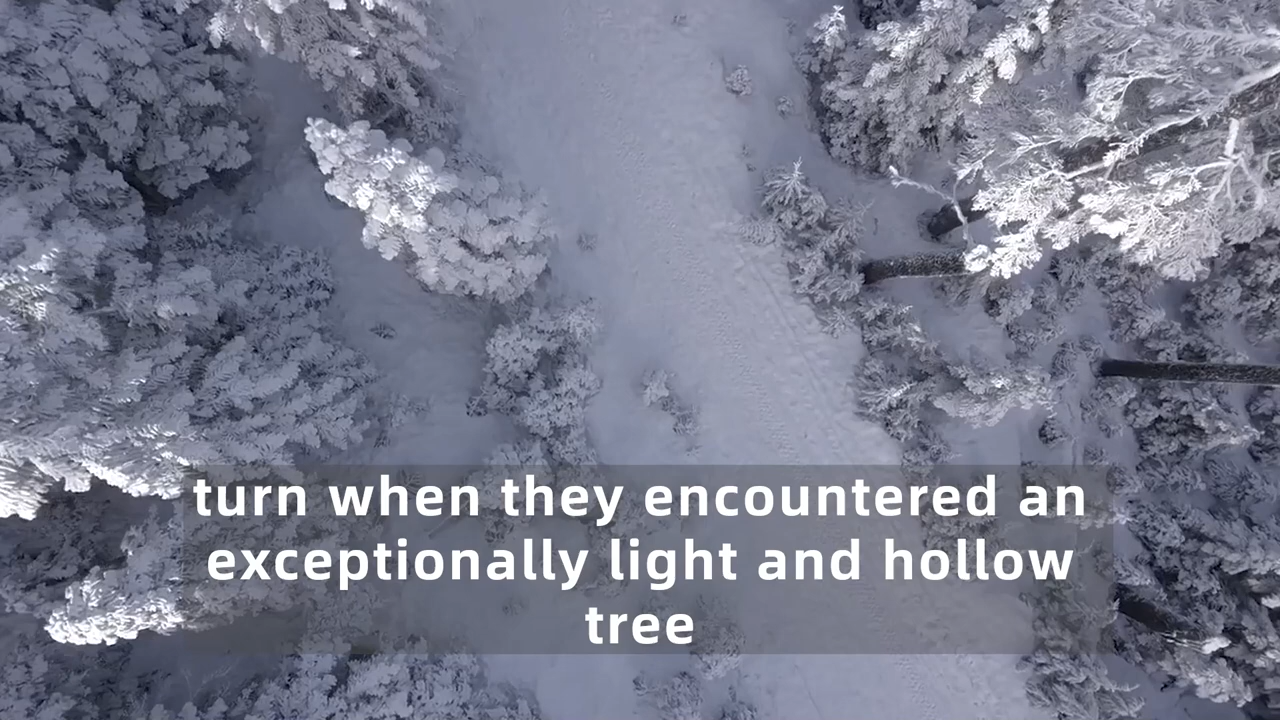 turn when they encountered an
exceptionally light and hollow
tree